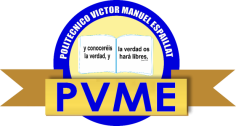 POLITECNICO VICTOR MANUEL ESPAILLAT
y conoceréis
la verdad, y
la verdad os
hará libres.
PVME